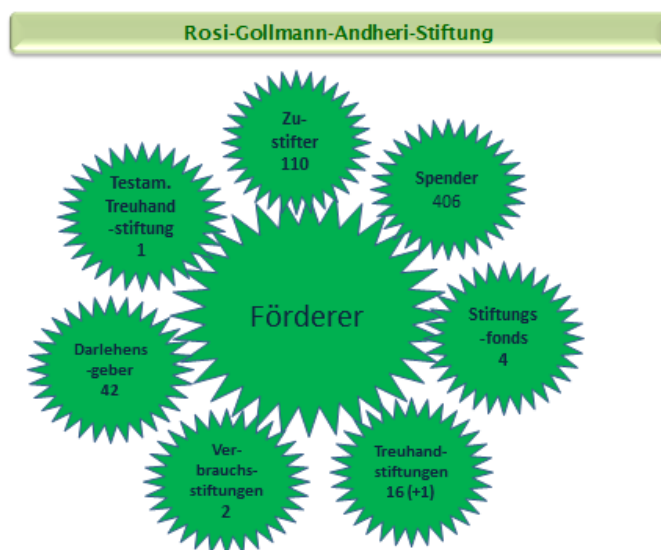 Rosi-Gollmann-Andheri-Stiftung
Zu-
stifter
110
Spender
406
Testam.
Treuhand
-stiftung
1
Förderer
Stiftungs
-fonds
4
Darlehens
-geber
42
Treuhand-
stiftungen
16 (+1)
Ver-
brauchs-
stiftungen
2